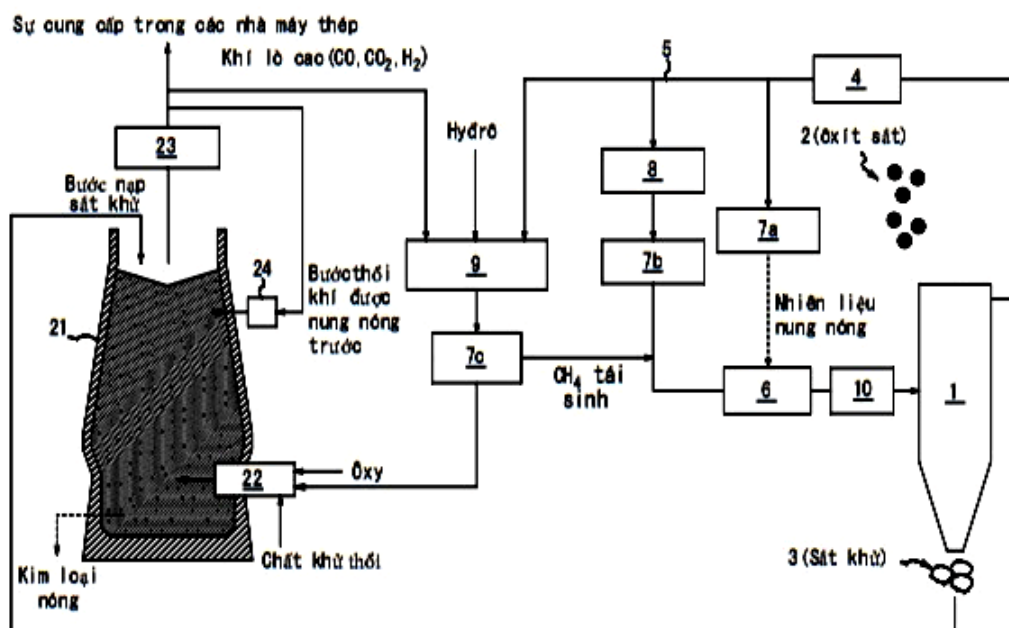 Sự cung cấp trong các nhà máy thép
Khí lò cao(CO,CO₂,H₂)
5
4
23
Hyđrô
2(ôxít sắt)
8
Bước nạp
sắt khử
7a
9
7b
24
Bước thổi
khí được
nung nóng
trước
21
Nhiên liệu
nung nóng
7c
CH₄ tái
sinh
6
10
1
22
Ôxy
Chất khử thổi
3(Sắt khử)
Kim loại
nóng